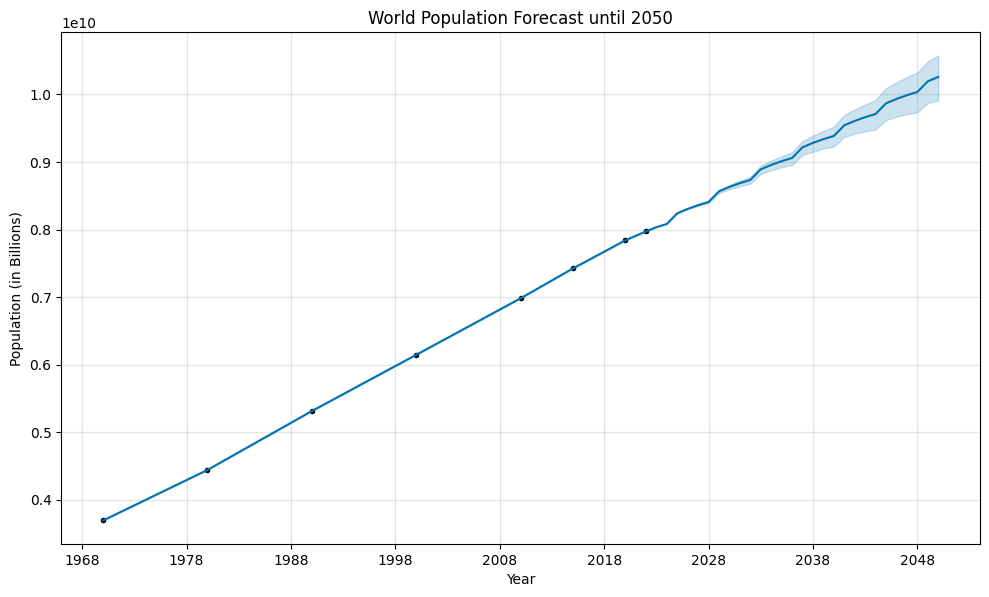 World Population Forecast until 2050
1e10
1.0
0.9
0.8
0.7
0.6
0.5
0.4
Population (in Billions)
1968 1978 1988 1998 2008 2018 2028 2038 2048
Year